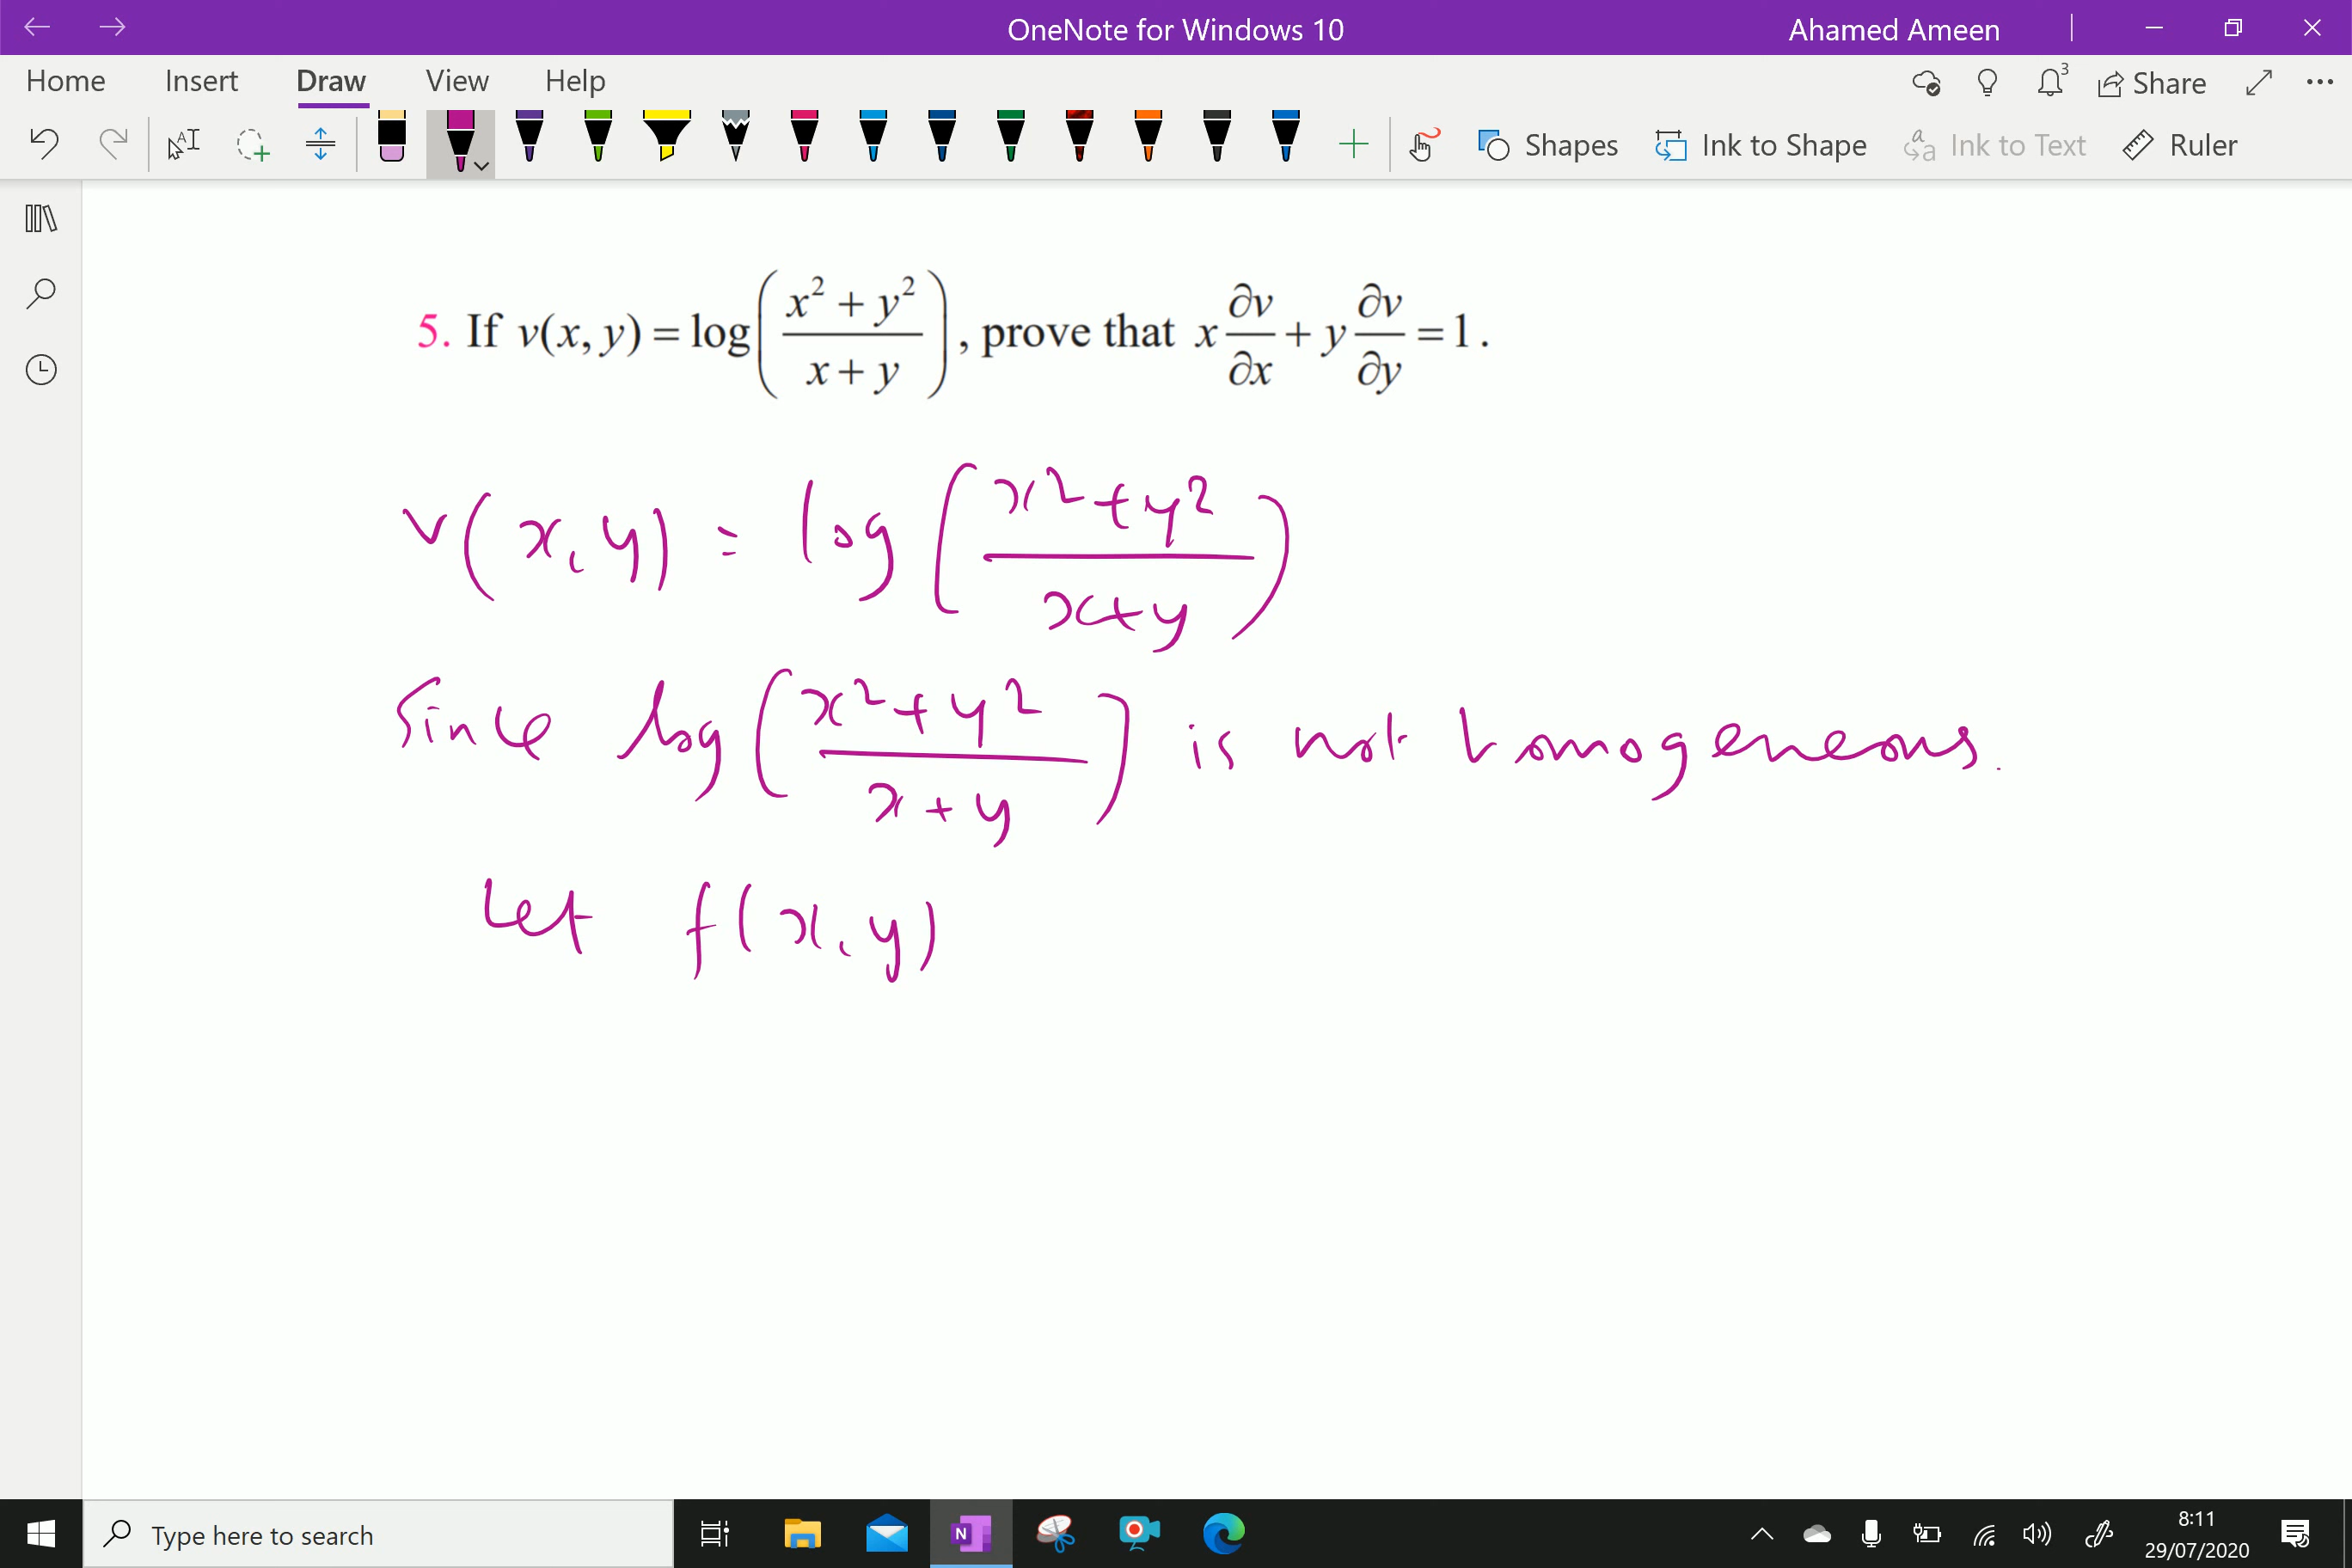 OneNote for Windows 10
Ahamed Ameen
Home Insert Draw View Help
3 Share
Shapes Ink to Shape Ink to Text Ruler
5. If v(x, y) = log((x² + y²)/(x + y)), prove that x ∂v/∂x + y ∂v/∂y = 1.
v(x, y) = log((x² + y²)/(x + y))
Since log((x² + y²)/(x + y)) is not homogeneous.
Let f(x, y)
Type here to search
8:11
29/07/2020